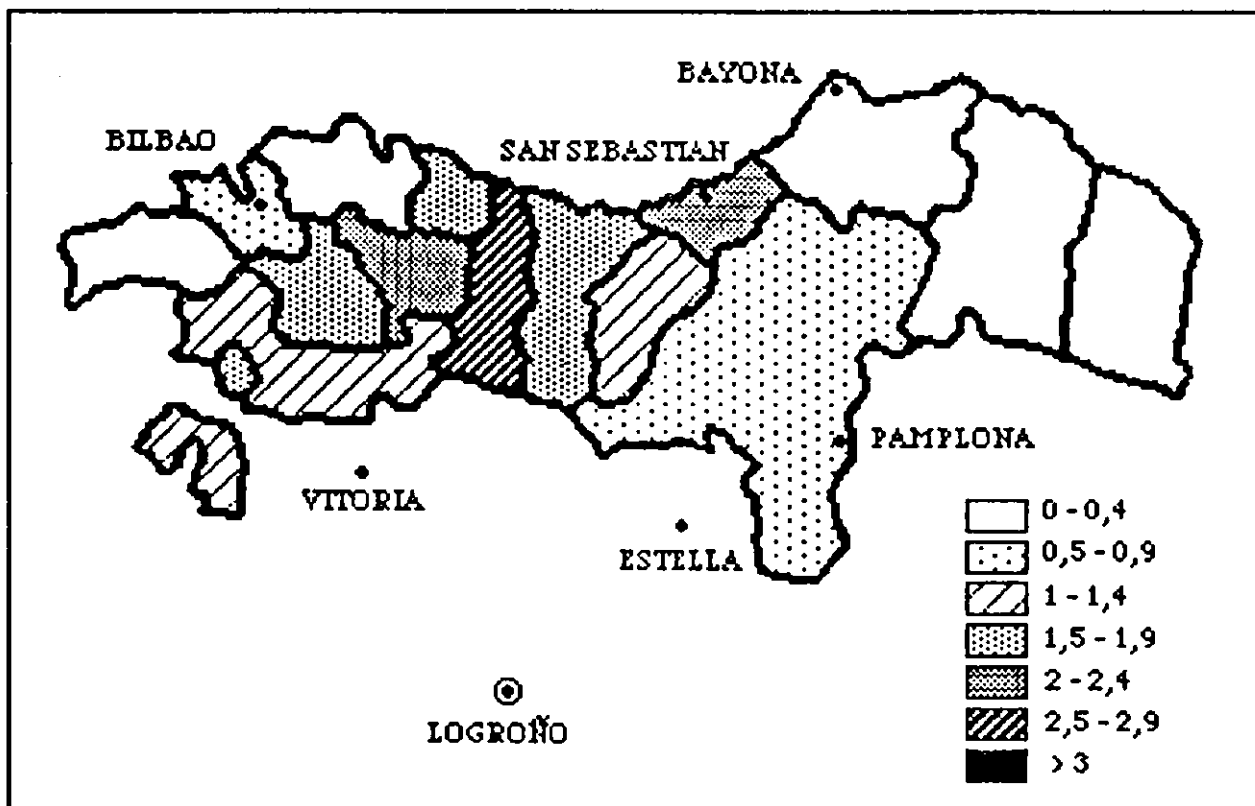 BAYONA
BILBAO
SAN SEBASTIAN
PAMPLONA
VITORIA
ESTELLA
LOGROÑO
0 - 0,4
0,5 - 0,9
1 - 1,4
1,5 - 1,9
2 - 2,4
2,5 - 2,9
> 3